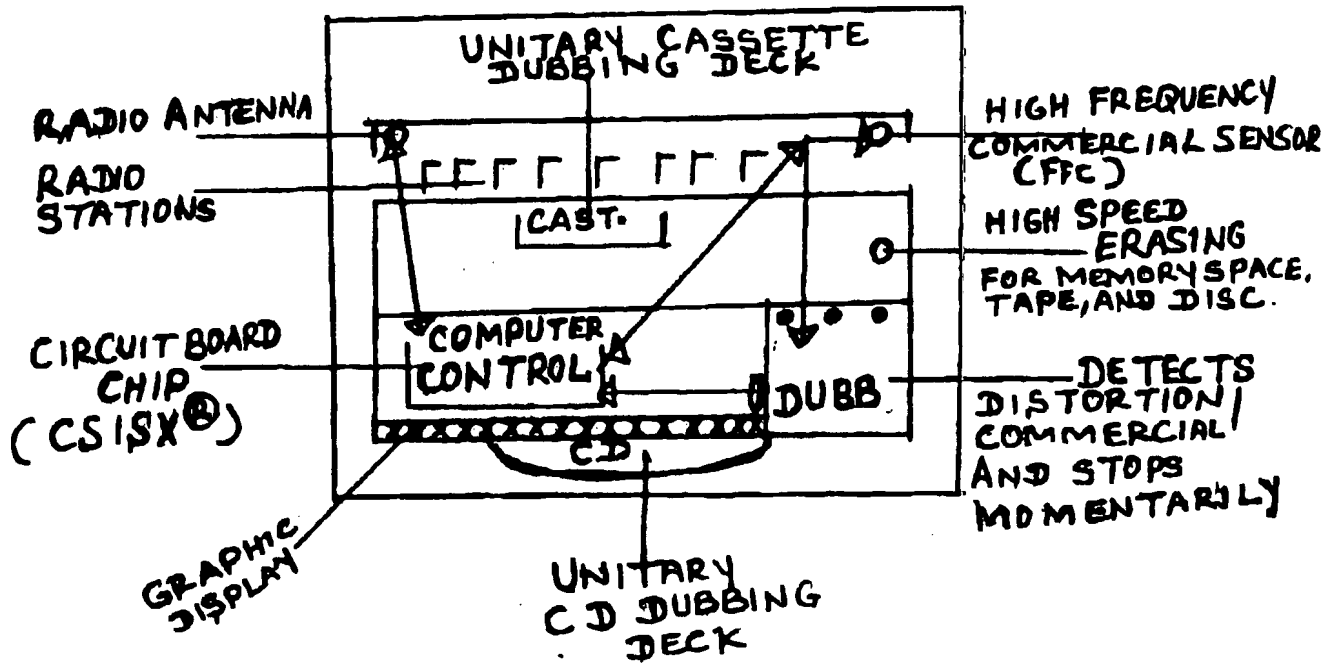 UNITARY CASSETTE
DUBBING DECK
RADIO ANTENNA
RADIO
STATIONS
HIGH FREQUENCY
COMMERCIAL SENSOR
(FFC)
CAST.
HIGH SPEED
ERASING
FOR MEMORY SPACE,
TAPE, AND DISC.
CIRCUIT BOARD
CHIP
(CSISX®)
COMPUTER
CONTROL
DUBB
DETECTS
DISTORTION/
COMMERCIAL
AND STOPS
MOMENTARILY
CD
GRAPHIC
DISPLAY
UNITARY
CD DUBBING
DECK